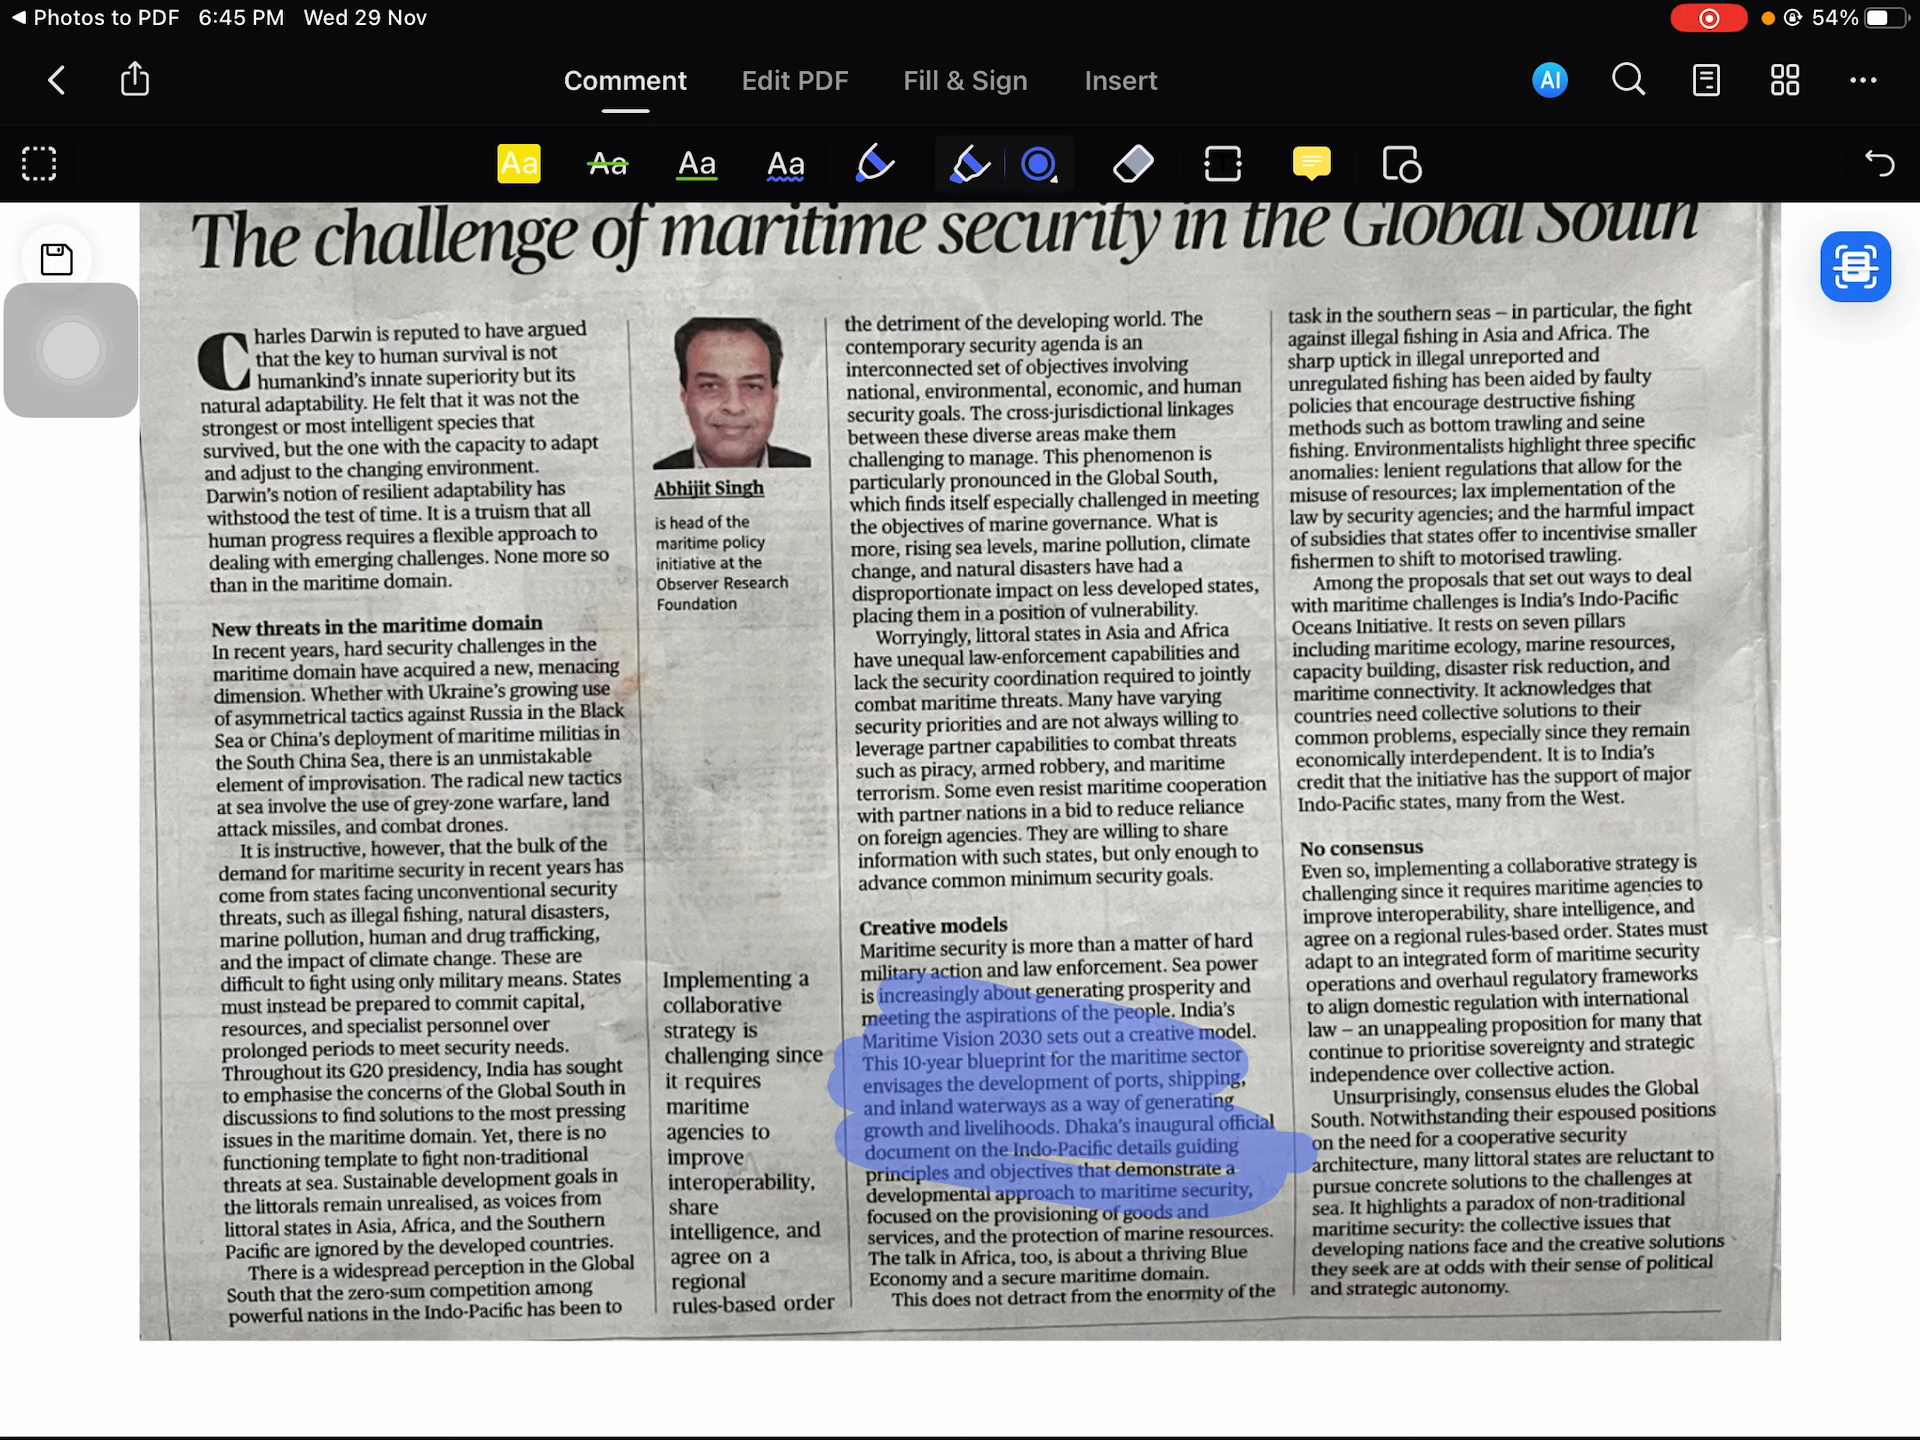 Photos to PDF 6:45 PM Wed 29 Nov
54%
Comment
Edit PDF
Fill & Sign
Insert
AI
Aa
Aa
Aa
Aa
T
The challenge of maritime security in the Global South
Charles Darwin is reputed to have argued
that the key to human survival is not
humankind's innate superiority but its
natural adaptability. He felt that it was not the
strongest or most intelligent species that
survived, but the one with the capacity to adapt
and adjust to the changing environment.
Darwin's notion of resilient adaptability has
withstood the test of time. It is a truism that all
human progress requires a flexible approach to
dealing with emerging challenges. None more so
than in the maritime domain.
New threats in the maritime domain
In recent years, hard security challenges in the
maritime domain have acquired a new, menacing
dimension. Whether with Ukraine's growing use
of asymmetrical tactics against Russia in the Black
Sea or China's deployment of maritime militias in
the South China Sea, there is an unmistakable
element of improvisation. The radical new tactics
at sea involve the use of grey-zone warfare, land
attack missiles, and combat drones.
It is instructive, however, that the bulk of the
demand for maritime security in recent years has
come from states facing unconventional security
threats, such as illegal fishing, natural disasters,
marine pollution, human and drug trafficking,
and the impact of climate change. These are
difficult to fight using only military means. States
must instead be prepared to commit capital,
resources, and specialist personnel over
prolonged periods to meet security needs.
Throughout its G20 presidency, India has sought
to emphasise the concerns of the Global South in
discussions to find solutions to the most pressing
issues in the maritime domain. Yet, there is no
functioning template to fight non-traditional
threats at sea. Sustainable development goals in
the littorals remain unrealised, as voices from
littoral states in Asia, Africa, and the Southern
Pacific are ignored by the developed countries.
There is a widespread perception in the Global
South that the zero-sum competition among
powerful nations in the Indo-Pacific has been to
Abhijit Singh
is head of the
maritime policy
initiative at the
Observer Research
Foundation
Implementing a
collaborative
strategy is
challenging since
it requires
maritime
agencies to
improve
interoperability,
share
intelligence, and
agree on a
regional
rules-based order
the detriment of the developing world. The
contemporary security agenda is an
interconnected set of objectives involving
national, environmental, economic, and human
security goals. The cross-jurisdictional linkages
between these diverse areas make them
challenging to manage. This phenomenon is
particularly pronounced in the Global South,
which finds itself especially challenged in meeting
the objectives of marine governance. What is
more, rising sea levels, marine pollution, climate
change, and natural disasters have had a
disproportionate impact on less developed states,
placing them in a position of vulnerability.
Worryingly, littoral states in Asia and Africa
have unequal law-enforcement capabilities and
lack the security coordination required to jointly
combat maritime threats. Many have varying
security priorities and are not always willing to
leverage partner capabilities to combat threats
such as piracy, armed robbery, and maritime
terrorism. Some even resist maritime cooperation
with partner nations in a bid to reduce reliance
on foreign agencies. They are willing to share
information with such states, but only enough to
advance common minimum security goals.
Creative models
Maritime security is more than a matter of hard
military action and law enforcement. Sea power
is increasingly about generating prosperity and
meeting the aspirations of the people. India's
Maritime Vision 2030 sets out a creative model.
This 10-year blueprint for the maritime sector
envisages the development of ports, shipping,
and inland waterways as a way of generating
growth and livelihoods. Dhaka's inaugural official
document on the Indo-Pacific details guiding
principles and objectives that demonstrate a
developmental approach to maritime security,
focused on the provisioning of goods and
services, and the protection of marine resources.
The talk in Africa, too, is about a thriving Blue
Economy and a secure maritime domain.
This does not detract from the enormity of the
task in the southern seas – in particular, the fight
against illegal fishing in Asia and Africa. The
sharp uptick in illegal unreported and
unregulated fishing has been aided by faulty
policies that encourage destructive fishing
methods such as bottom trawling and seine
fishing. Environmentalists highlight three specific
anomalies: lenient regulations that allow for the
misuse of resources; lax implementation of the
law by security agencies; and the harmful impact
of subsidies that states offer to incentivise smaller
fishermen to shift to motorised trawling.
Among the proposals that set out ways to deal
with maritime challenges is India's Indo-Pacific
Oceans Initiative. It rests on seven pillars
including maritime ecology, marine resources,
capacity building, disaster risk reduction, and
maritime connectivity. It acknowledges that
countries need collective solutions to their
common problems, especially since they remain
economically interdependent. It is to India's
credit that the initiative has the support of major
Indo-Pacific states, many from the West.
No consensus
Even so, implementing a collaborative strategy is
challenging since it requires maritime agencies to
improve interoperability, share intelligence, and
agree on a regional rules-based order. States must
adapt to an integrated form of maritime security
operations and overhaul regulatory frameworks
to align domestic regulation with international
law – an unappealing proposition for many that
continue to prioritise sovereignty and strategic
independence over collective action.
Unsurprisingly, consensus eludes the Global
South. Notwithstanding their espoused positions
on the need for a cooperative security
architecture, many littoral states are reluctant to
pursue concrete solutions to the challenges at
sea. It highlights a paradox of non-traditional
maritime security: the collective issues that
developing nations face and the creative solutions
they seek are at odds with their sense of political
and strategic autonomy.